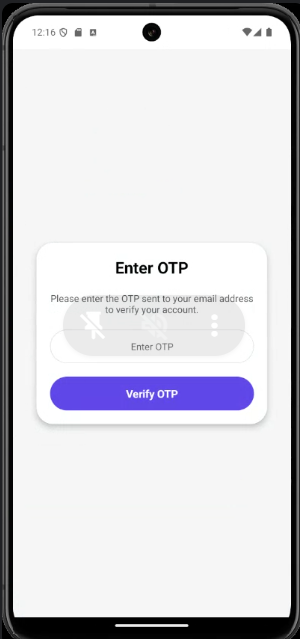 12:16
Enter OTP
Please enter the OTP sent to your email address
to verify your account.
Enter OTP
Verify OTP